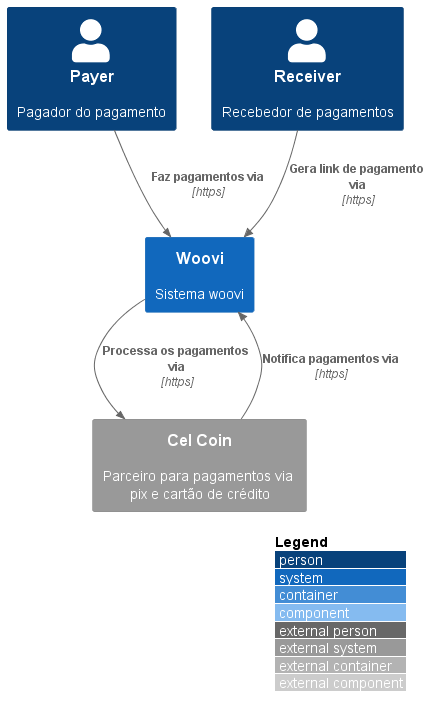 Payer
Pagador do pagamento
Receiver
Recebedor de pagamentos
Faz pagamentos via
[https]
Gera link de pagamento
via
[https]
Woovi
Sistema woovi
Processa os pagamentos
via
[https]
Notifica pagamentos via
[https]
Cel Coin
Parceiro para pagamentos via
pix e cartão de crédito
Legend
person
system
container
component
external person
external system
external container
external component